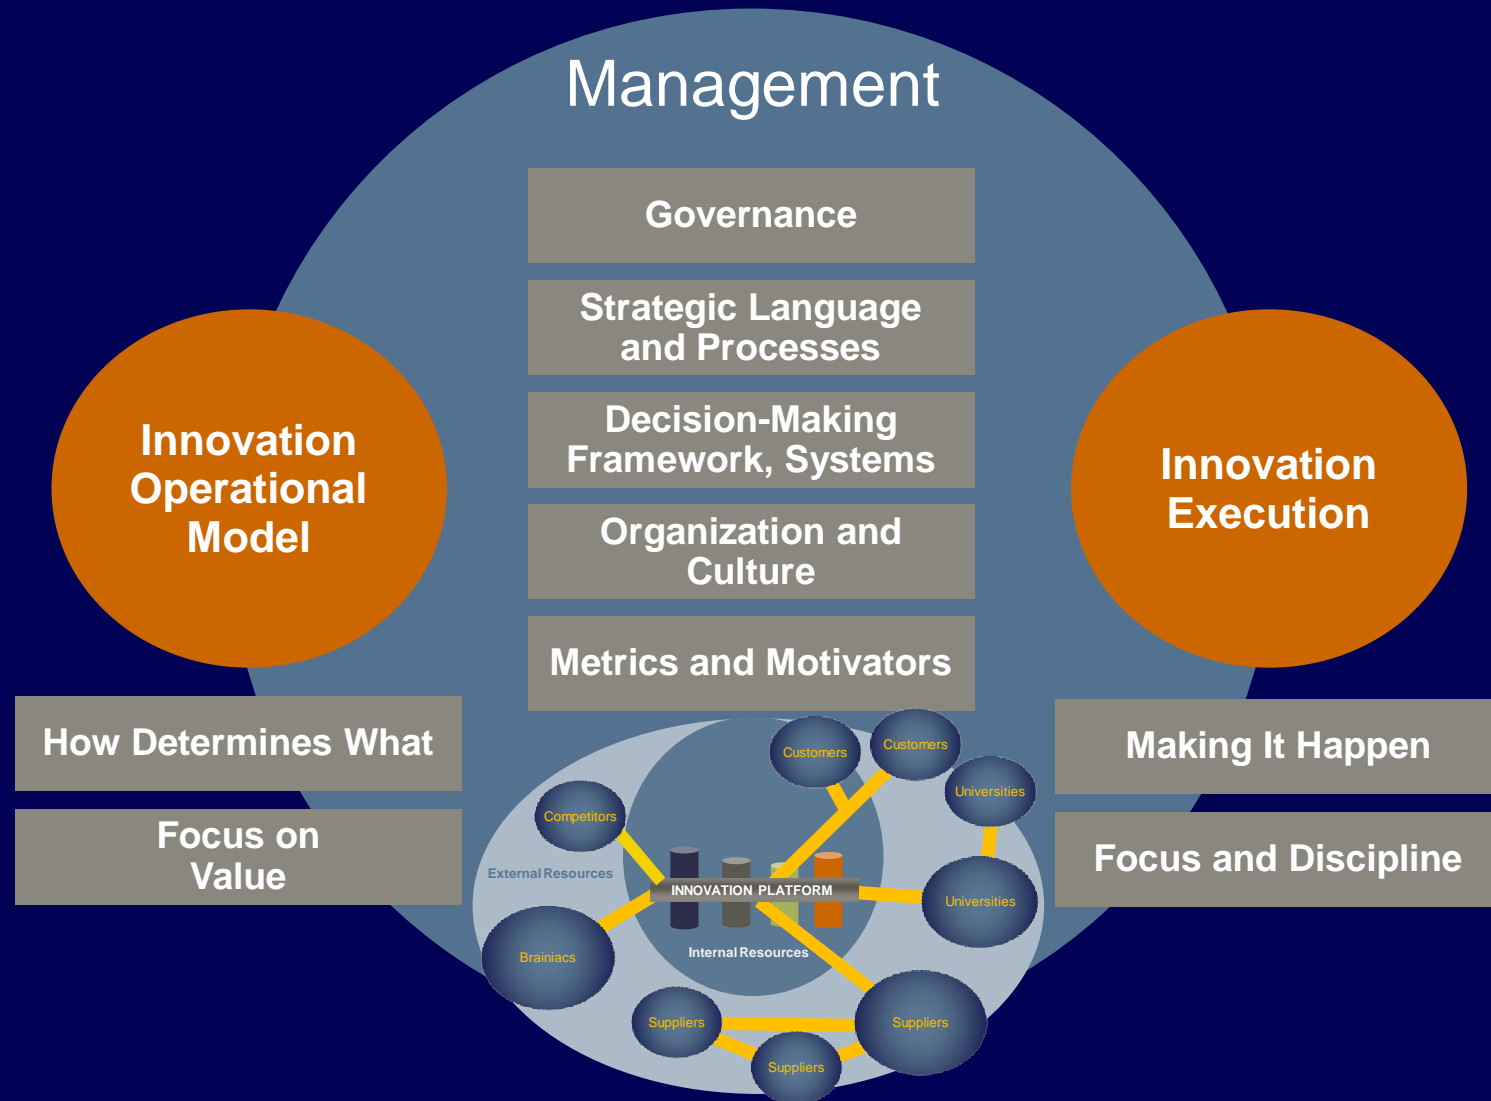 Management
Governance
Strategic Language
and Processes
Decision-Making
Framework, Systems
Organization and
Culture
Metrics and Motivators
Innovation
Operational
Model
How Determines What
Focus on
Value
Innovation
Execution
Making It Happen
Focus and Discipline
Customers
Customers
Universities
Competitors
External Resources
INNOVATION PLATFORM
Universities
Internal Resources
Brainiacs
Suppliers
Suppliers
Suppliers